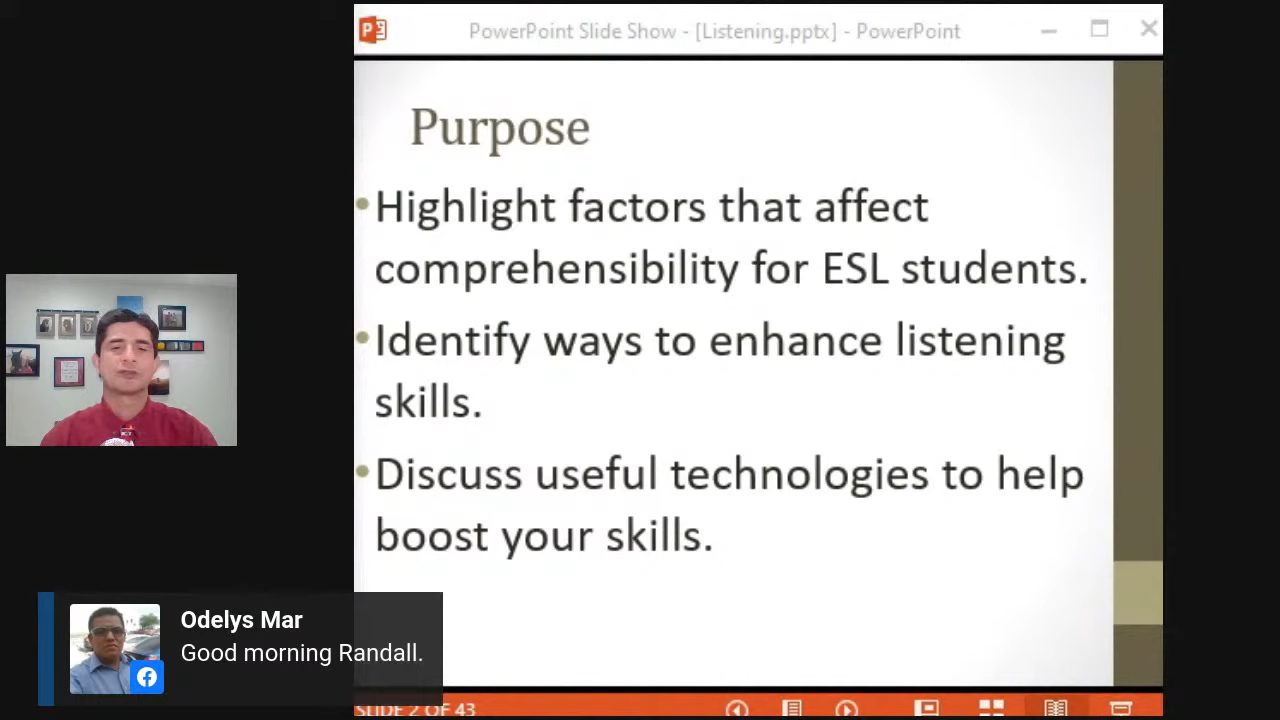 PowerPoint Slide Show - [Listening.pptx] - PowerPoint
Purpose
•Highlight factors that affect
comprehensibility for ESL students.
•Identify ways to enhance listening
skills.
•Discuss useful technologies to help
boost your skills.
Odelys Mar
Good morning Randall.
SLIDE 2 OF 43